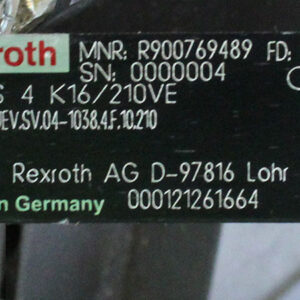 roth MNR: R900769489 FD:
SN: 0000004
S 4 K16/210VE
EV.SV.04-1038.4.F.10.210
Rexroth AG D-97816 Lohr
n Germany 000121261664